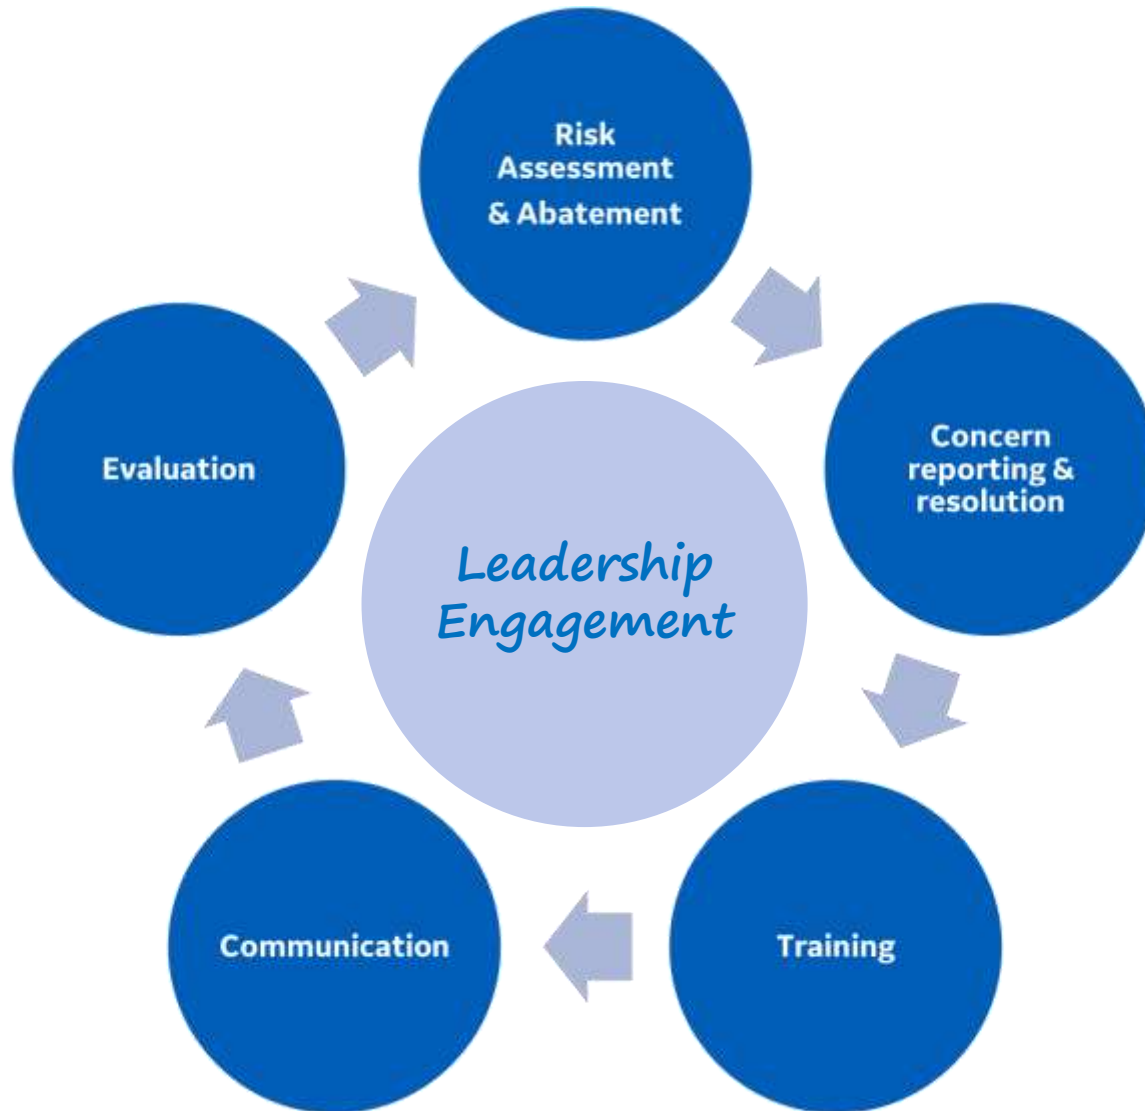 Risk
Assessment
& Abatement
Concern
reporting &
resolution
Training
Communication
Evaluation
Leadership
Engagement